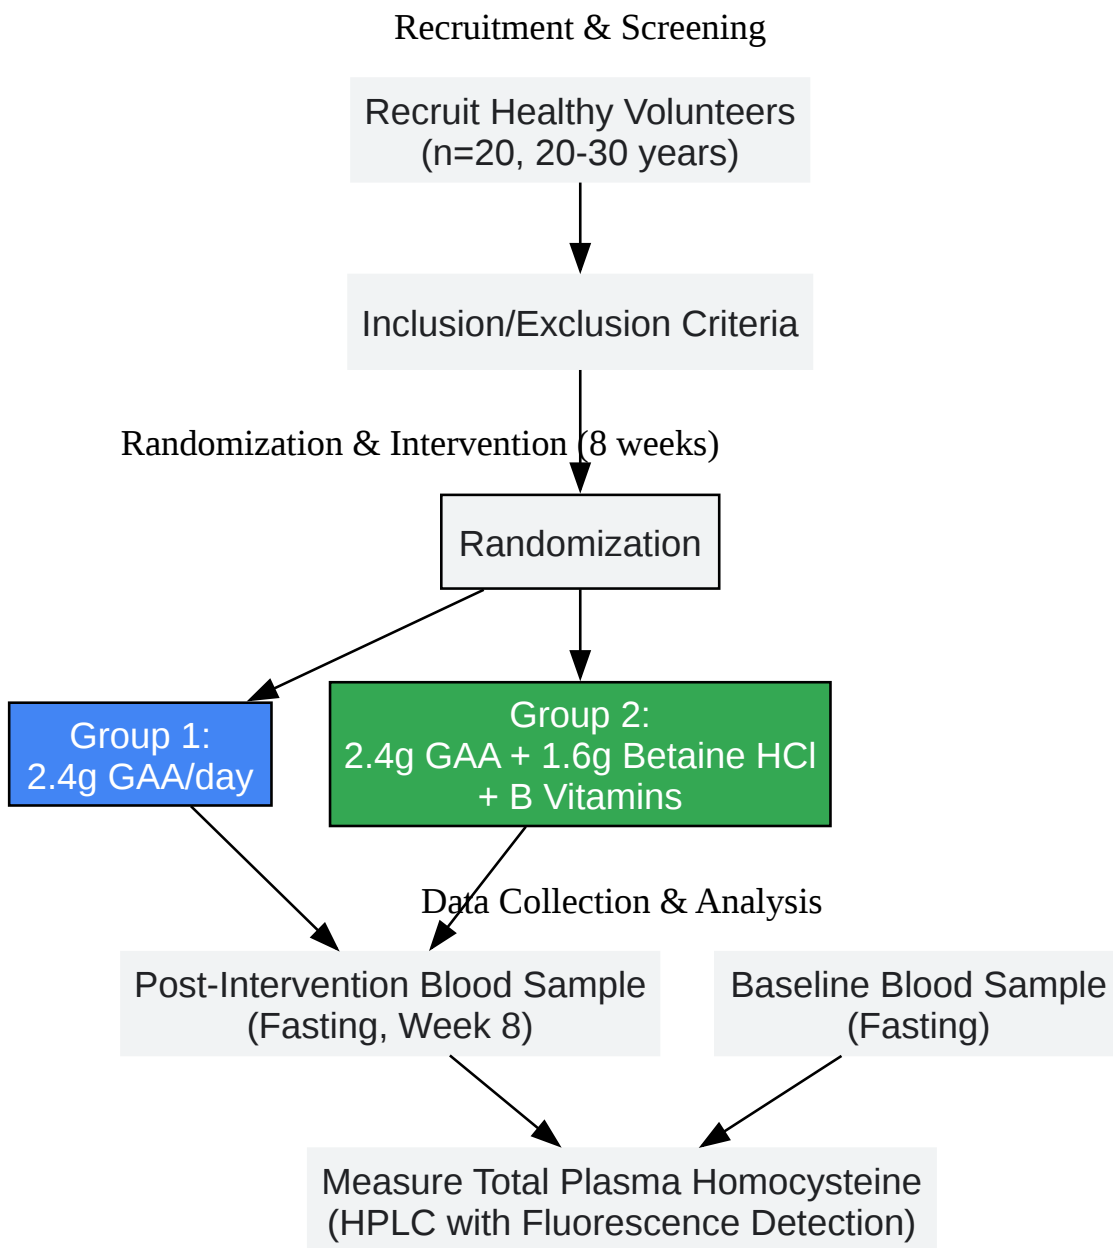 Recruitment & Screening
Recruit Healthy Volunteers
(n=20, 20-30 years)
Inclusion/Exclusion Criteria
Randomization & Intervention (8 weeks)
Randomization
Group 1:
2.4g GAA/day
Group 2:
2.4g GAA + 1.6g Betaine HCl
+ B Vitamins
Data Collection & Analysis
Post-Intervention Blood Sample
(Fasting, Week 8)
Baseline Blood Sample
(Fasting)
Measure Total Plasma Homocysteine
(HPLC with Fluorescence Detection)